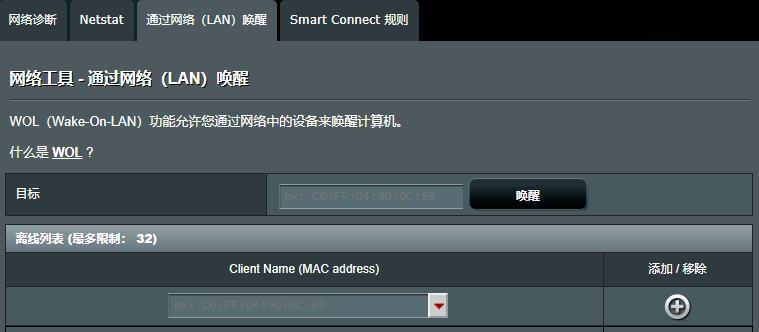 网络诊断
Netstat
通过网络（LAN）唤醒
Smart Connect 规则
网络工具 - 通过网络（LAN）唤醒
WOL（Wake-On-LAN）功能允许您通过网络中的设备来唤醒计算机。
什么是 WOL？
目标
ex: C0:FF:D4:90:0C:69
唤醒
离线列表 (最多限制： 32)
Client Name (MAC address)
添加 / 移除
ex: C0:FF:D4:90:0C:69